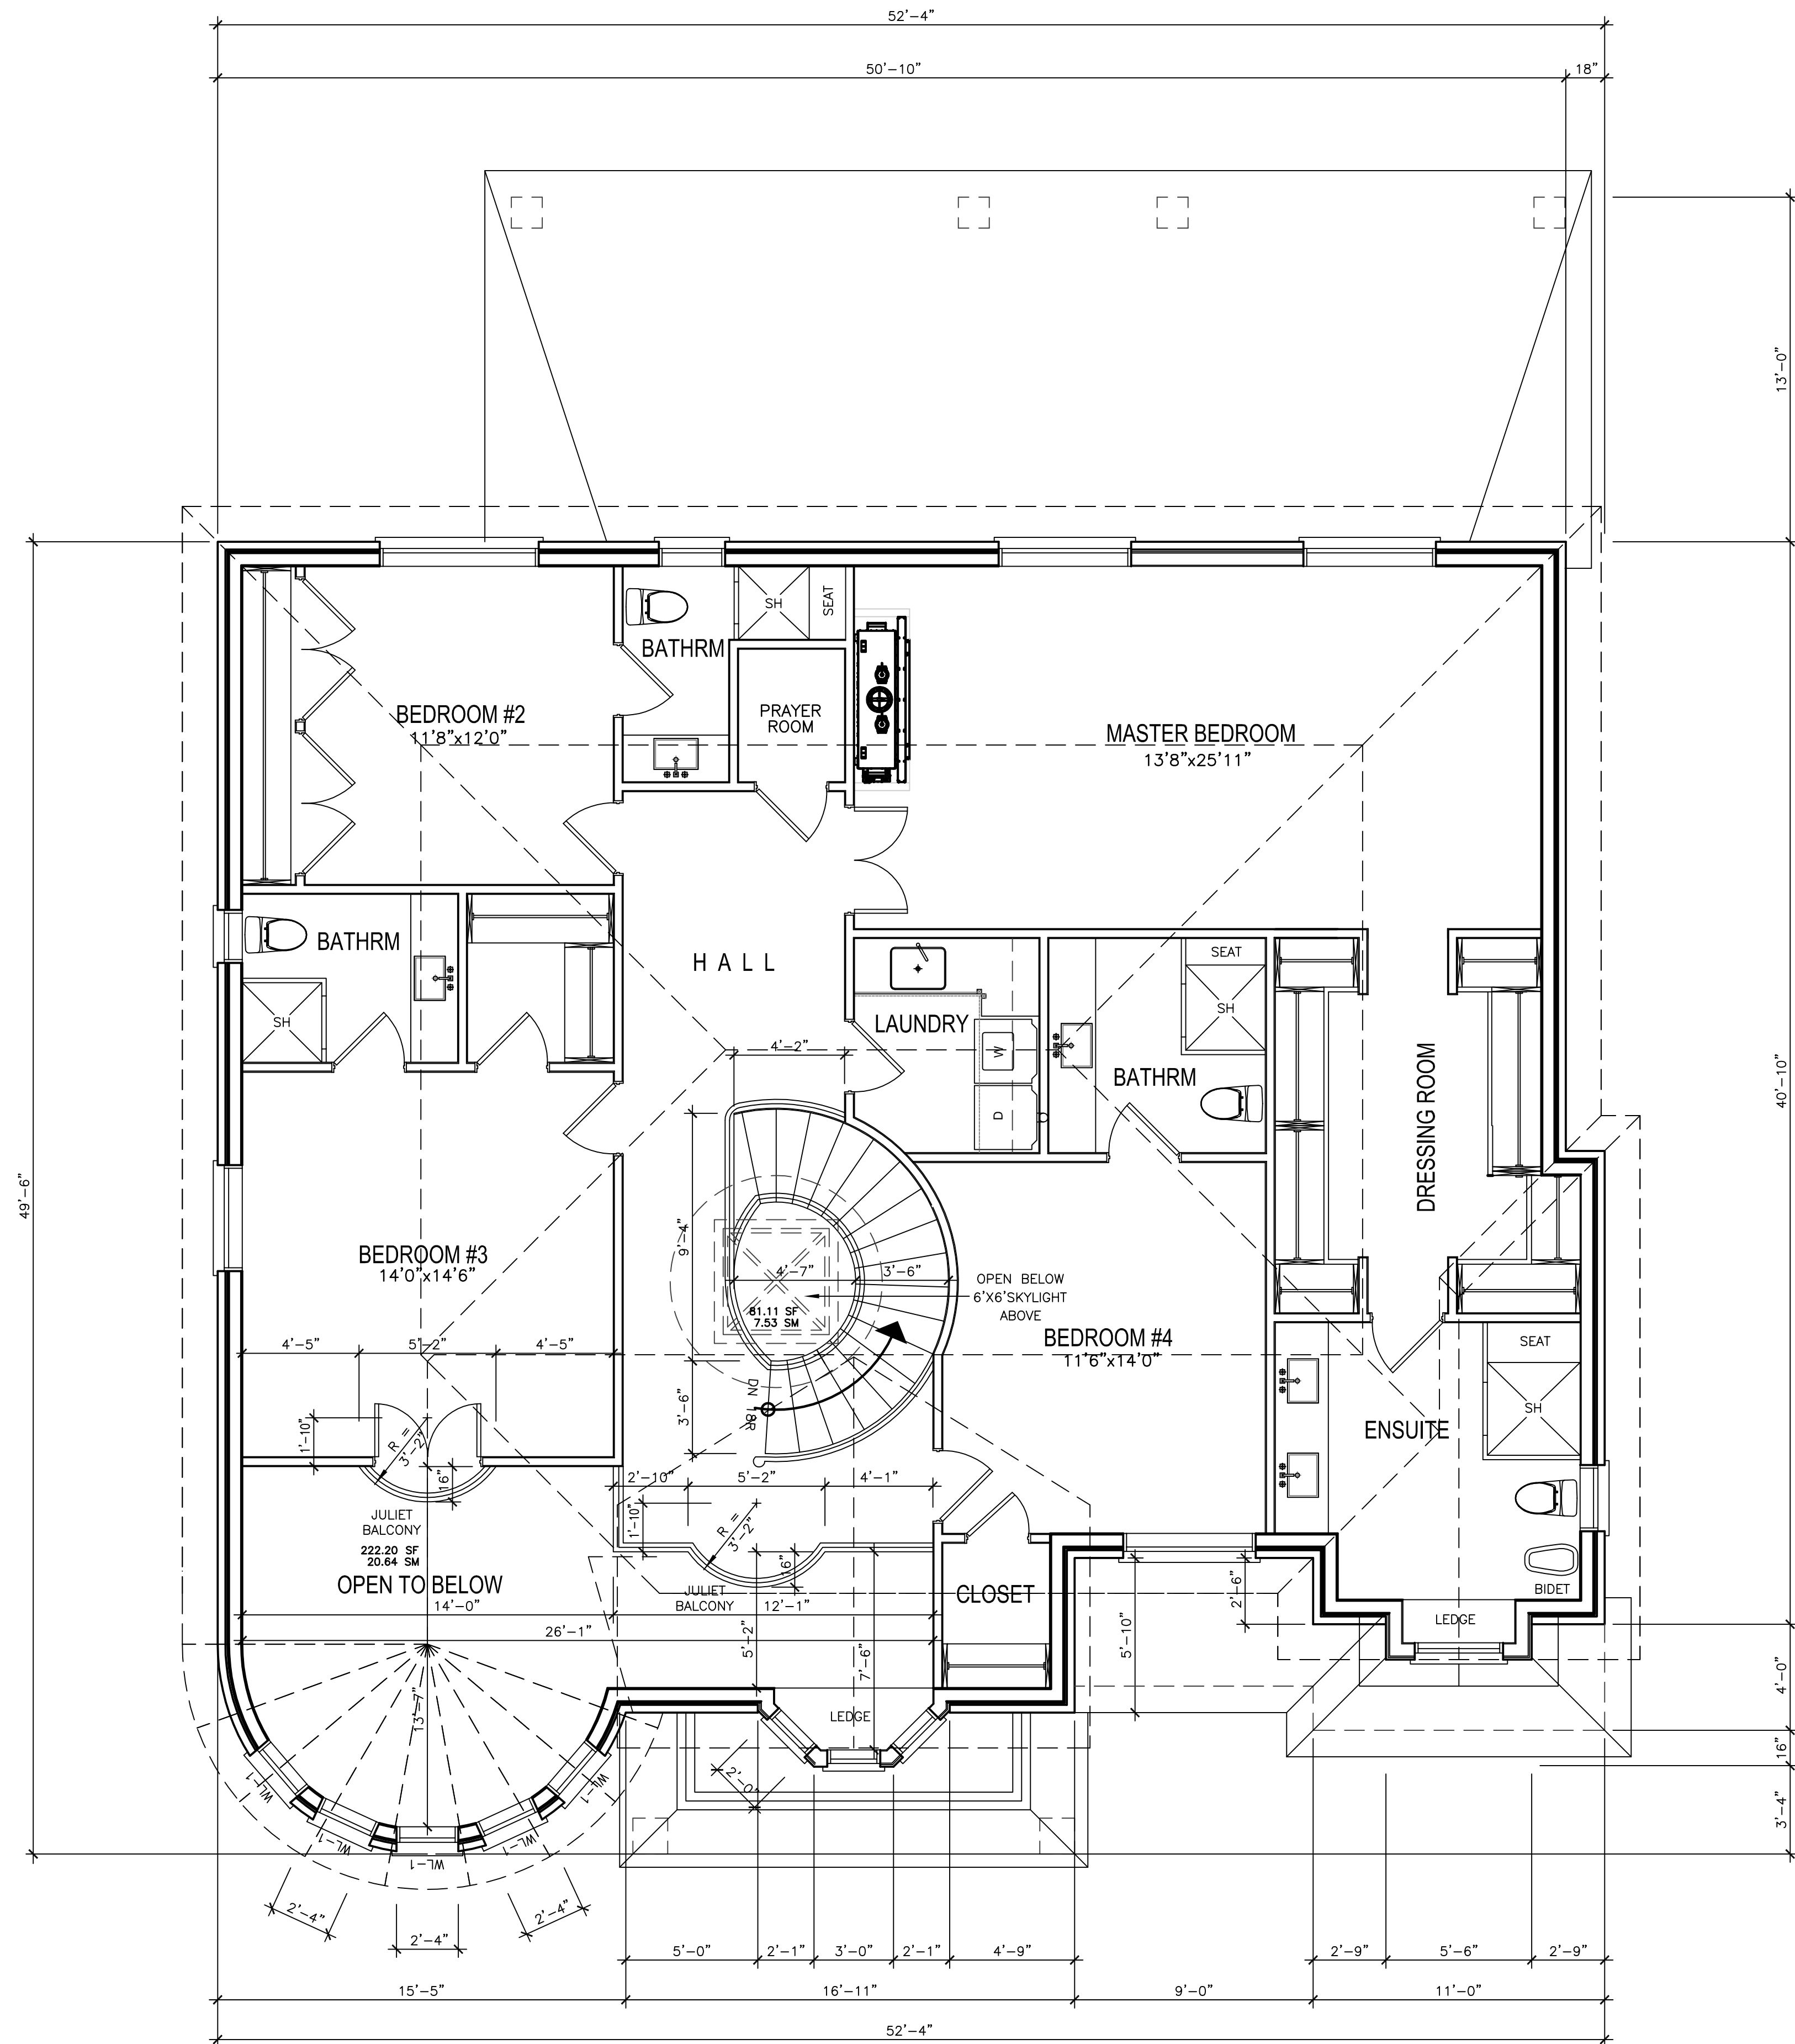 52'-4"
50'-10"
18"
13'-0"
SH
SEAT
BATHRM
BEDROOM #2
11'8"x12'0"
PRAYER
ROOM
MASTER BEDROOM
13'8"x25'11"
40'-10"
49'-6"
BATHRM
SH
HALL
LAUNDRY
W
D
4'-2"
SEAT
SH
BATHRM
DRESSING ROOM
BEDROOM #3
14'0"x14'6"
9'-4"
4'-7"
3'-6"
81.11 SF
7.53 SM
OPEN BELOW
6'X6'SKYLIGHT
ABOVE
BEDROOM #4
11'6"x14'0"
4'-5"
5'-2"
4'-5"
DN 18R
3'-6"
SEAT
SH
ENSUITE
1'-10"
R =
3'-2"
16"
2'-10"
5'-2"
4'-1"
JULIET
BALCONY
222.20 SF
20.64 SM
OPEN TO BELOW
1'-10"
R =
3'-2"
16"
JULIET
BALCONY
CLOSET
14'-0"
12'-1"
26'-1"
5'-2"
7'-6"
5'-10"
2'-6"
BIDET
LEDGE
13'-7"
LEDGE
2'-0"
4'-0"
16"
3'-4"
WL-1
WL-1
WL-1
WL-1
WL-1
2'-4"
2'-4"
2'-4"
5'-0"
2'-1"
3'-0"
2'-1"
4'-9"
2'-9"
5'-6"
2'-9"
15'-5"
16'-11"
9'-0"
11'-0"
52'-4"